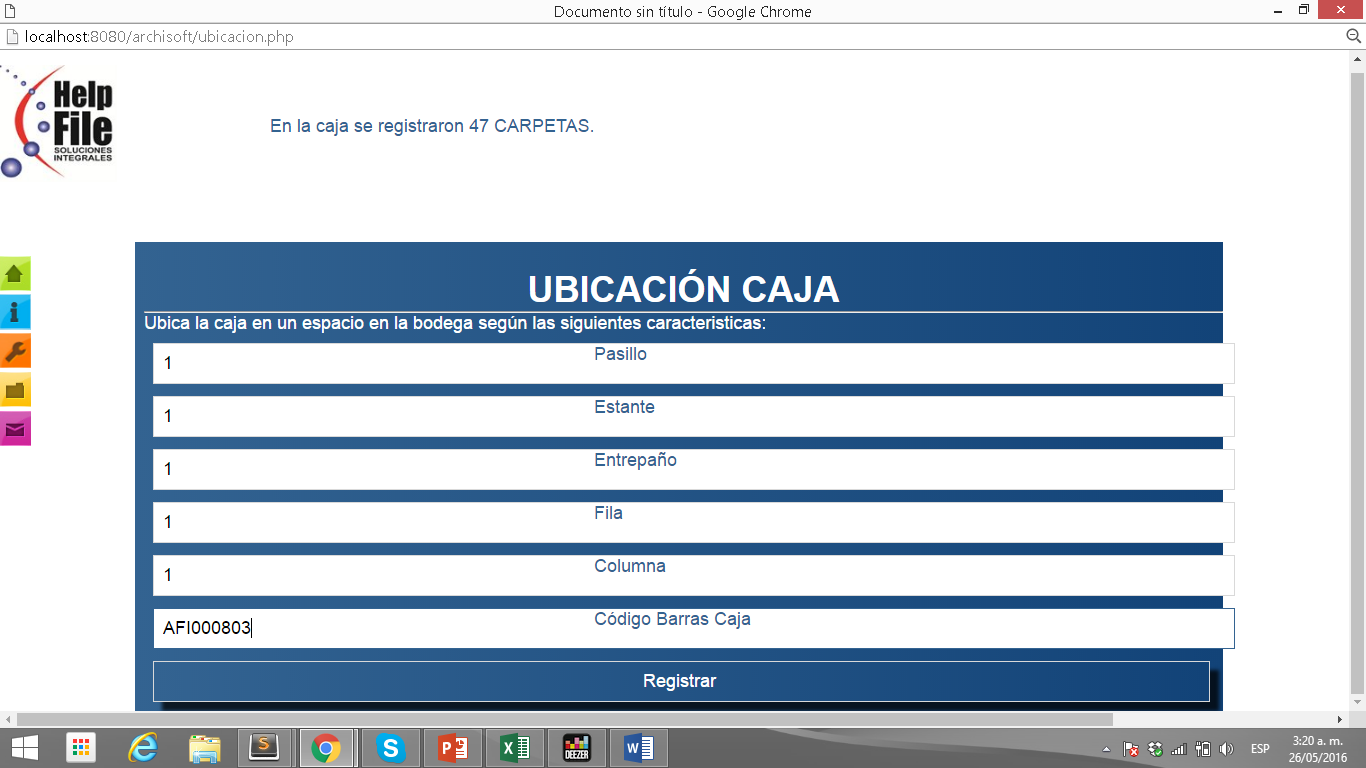 Documento sin título - Google Chrome
localhost:8080/archisoft/ubicacion.php
Help
File
SOLUCIONES
INTEGRALES
En la caja se registraron 47 CARPETAS.
UBICACIÓN CAJA
Ubica la caja en un espacio en la bodega según las siguientes caracteristicas:
1 Pasillo
1 Estante
1 Entrepaño
1 Fila
1 Columna
AFI000803 Código Barras Caja
Registrar
ESP
3:20 a. m.
26/05/2016
DEEZER